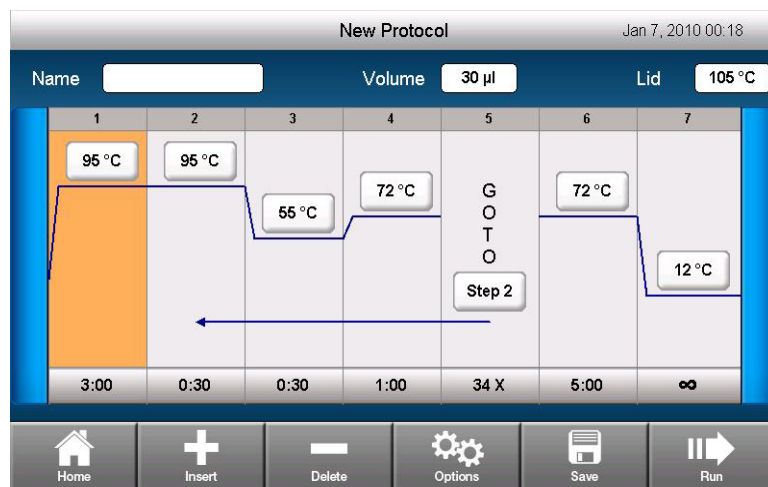 New Protocol
Jan 7, 2010 00:18
Name
Volume 30 µl
Lid 105 °C
1 2 3 4 5 6 7
95 °C
95 °C
55 °C
72 °C
GOTO
Step 2
72 °C
12 °C
3:00 0:30 0:30 1:00 34 X 5:00 ∞
Home Insert Delete Options Save Run